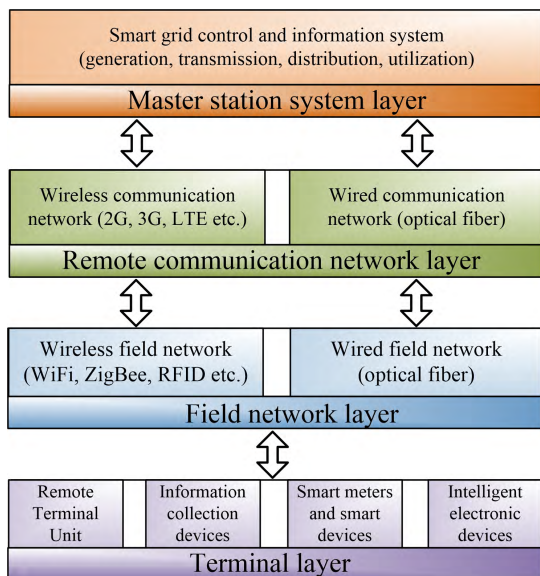 Smart grid control and information system
(generation, transmission, distribution, utilization)
Master station system layer
Wireless communication
network (2G, 3G, LTE etc.)
Wired communication
network (optical fiber)
Remote communication network layer
Wireless field network
(WiFi, ZigBee, RFID etc.)
Wired field network
(optical fiber)
Field network layer
Remote
Terminal
Unit
Information
collection
devices
Smart meters
and smart
devices
Intelligent
electronic
devices
Terminal layer